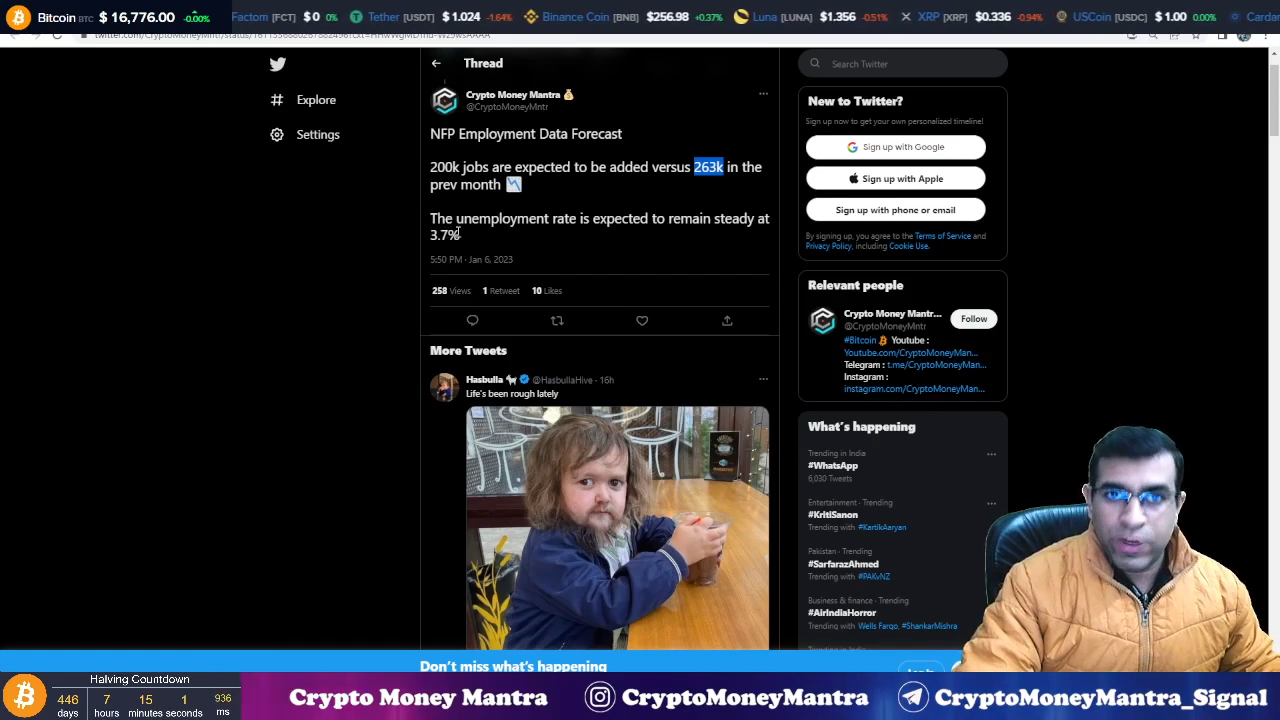 Bitcoin BTC $ 16,776.00 -0.00%
Factom [FCT] $ 0 0%
Tether [USDT] $ 1.024 -1.64%
Binance Coin [BNB] $256.98 +0.37%
Luna [LUNA] $1.356 -0.51%
XRP [XRP] $0.336 -0.94%
USCoin [USDC] $ 1.00 0.00%
Cardan
Thread
Search Twitter
Explore
Settings
Crypto Money Mantra
@CryptoMoneyMntr
NFP Employment Data Forecast
200k jobs are expected to be added versus 263k in the
prev month
The unemployment rate is expected to remain steady at
3.7%
5:50 PM · Jan 6, 2023
258 Views 1 Retweet 10 Likes
More Tweets
Hasbulla @HasbullaHive · 16h
Life's been rough lately
New to Twitter?
Sign up now to get your own personalized timeline!
Sign up with Google
Sign up with Apple
Sign up with phone or email
By signing up, you agree to the Terms of Service and
Privacy Policy, including Cookie Use.
Relevant people
Crypto Money Mantr...
@CryptoMoneyMntr
Follow
#Bitcoin Youtube :
Youtube.com/CryptoMoneyMan...
Telegram : t.me/CryptoMoneyMan...
Instagram :
instagram.com/CryptoMoneyMan...
What's happening
Trending in India
#WhatsApp
6,030 Tweets
Entertainment · Trending
#KritiSanon
Trending with #KartikAaryan
Pakistan · Trending
#SarfarazAhmed
Trending with #PAKvNZ
Business & finance · Trending
#AirIndiaHorror
Trending with Wells Fargo, #ShankarMishra
Don't miss what's happening
Log in
Halving Countdown
446 7 15 1 936
days hours minutes seconds ms
Crypto Money Mantra
CryptoMoneyMantra
CryptoMoneyMantra_Signal